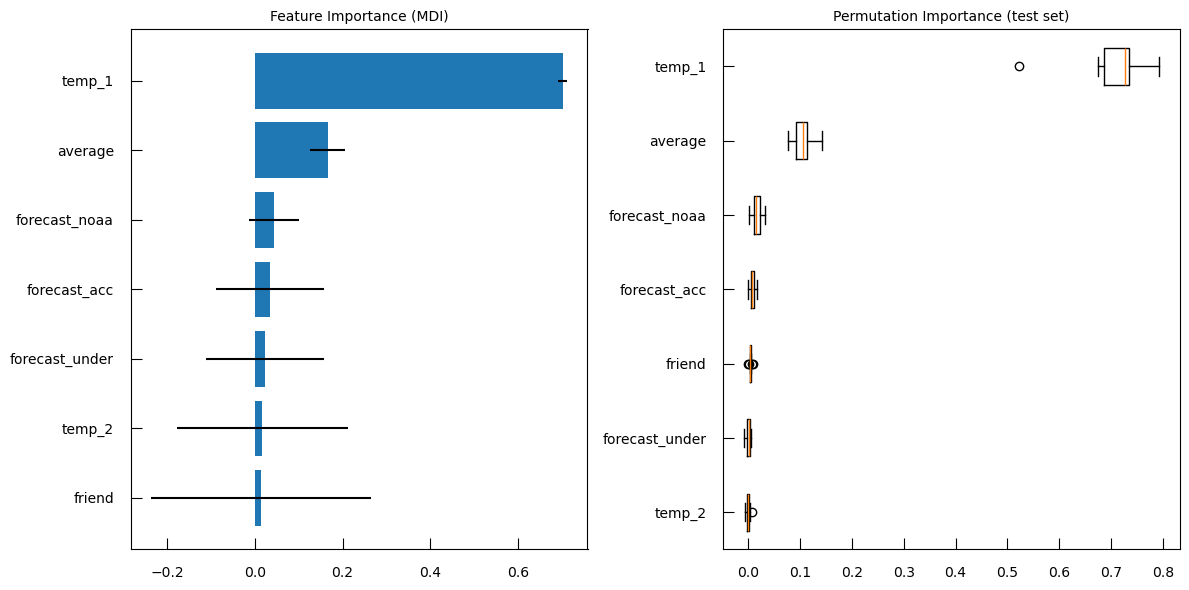 Feature Importance (MDI)
temp_1
average
forecast_noaa
forecast_acc
forecast_under
temp_2
friend
−0.2 0.0 0.2 0.4 0.6
Permutation Importance (test set)
temp_1
average
forecast_noaa
forecast_acc
friend
forecast_under
temp_2
0.0 0.1 0.2 0.3 0.4 0.5 0.6 0.7 0.8